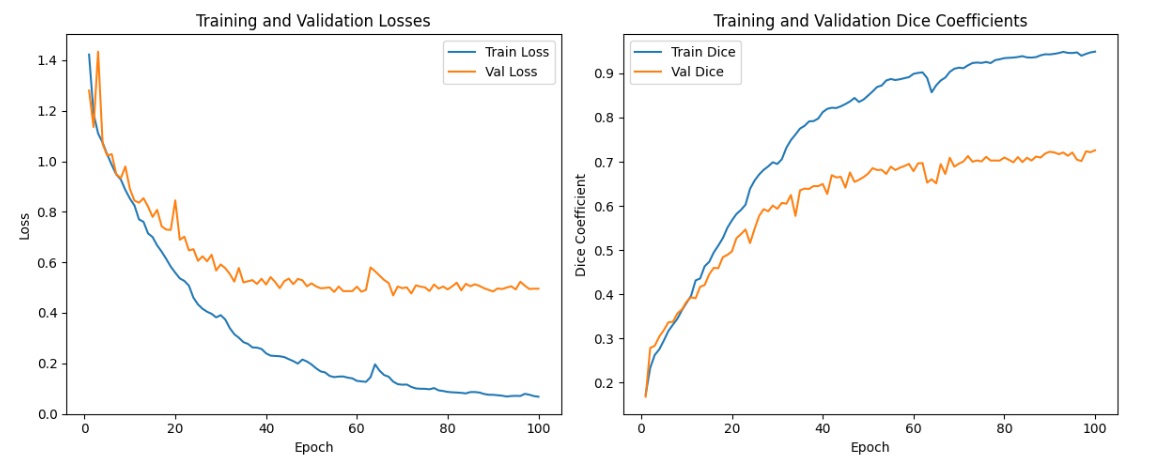 Training and Validation Losses
Loss
1.4
1.2
1.0
0.8
0.6
0.4
0.2
0.0
Train Loss
Val Loss
0 20 40 60 80 100
Epoch
Training and Validation Dice Coefficients
Dice Coefficient
0.9
0.8
0.7
0.6
0.5
0.4
0.3
0.2
Train Dice
Val Dice
0 20 40 60 80 100
Epoch